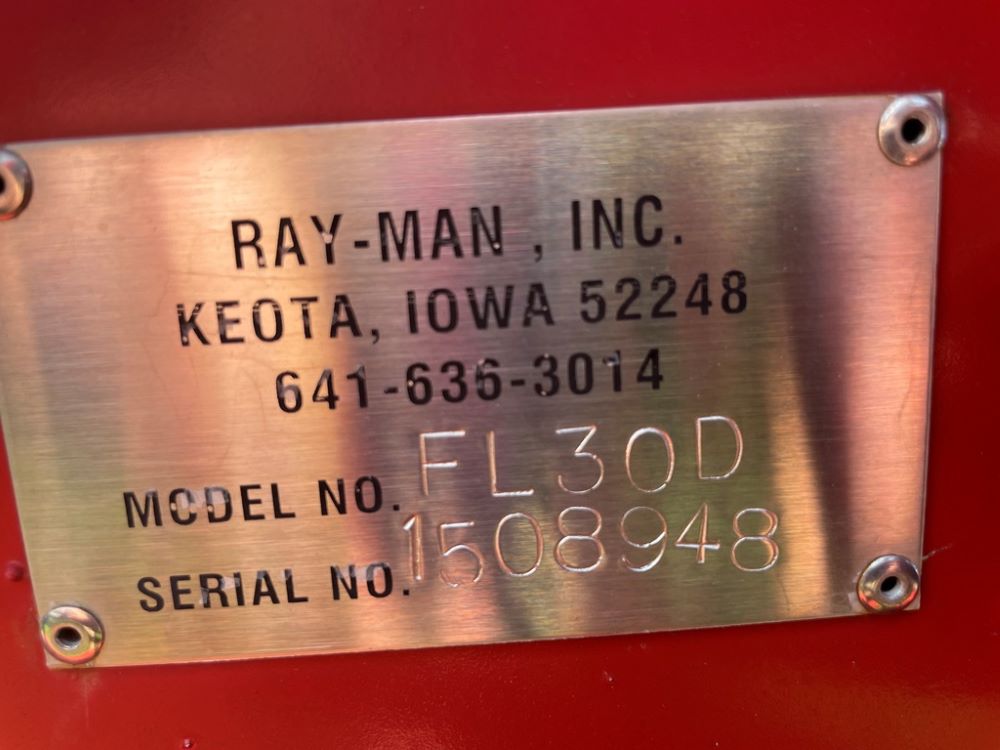 RAY-MAN , INC.
KEOTA, IOWA 52248
641-636-3014
MODEL NO. FL30D
SERIAL NO. 1508948